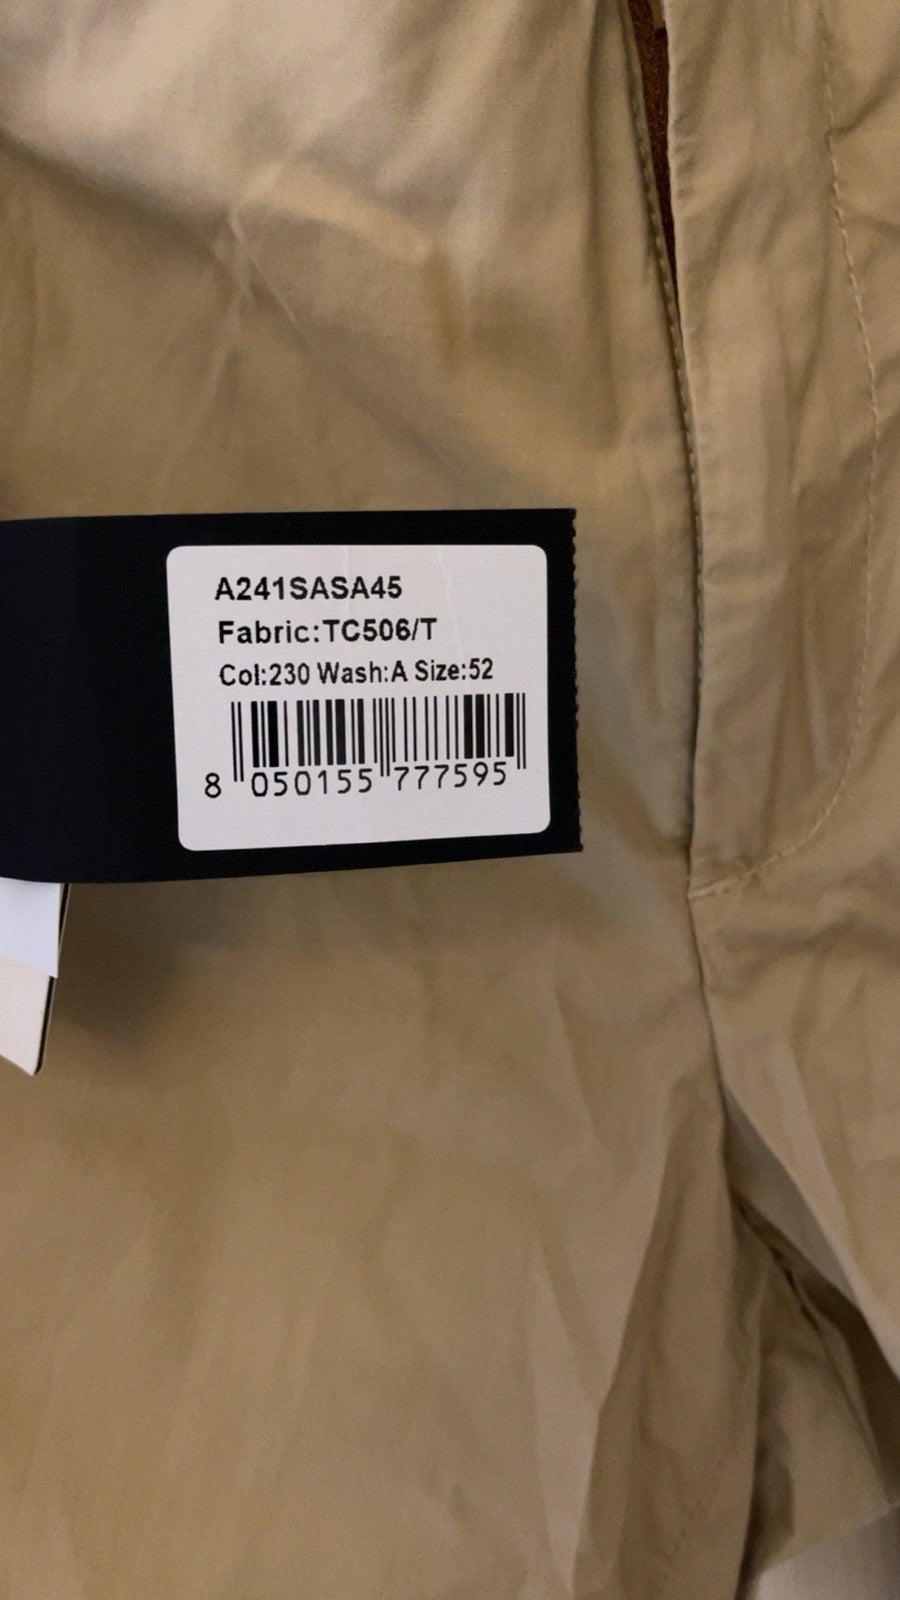 A241SASA45
Fabric:TC506/T
Col:230 Wash:A Size:52
8 050155 777595